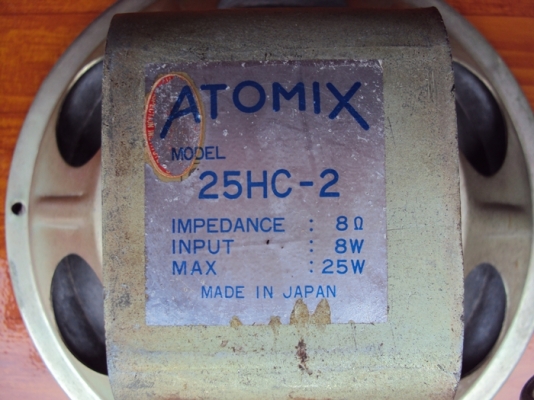 ATOMIX
MODEL
25HC-2
IMPEDANCE : 8Ω
INPUT : 8W
MAX : 25W
MADE IN JAPAN